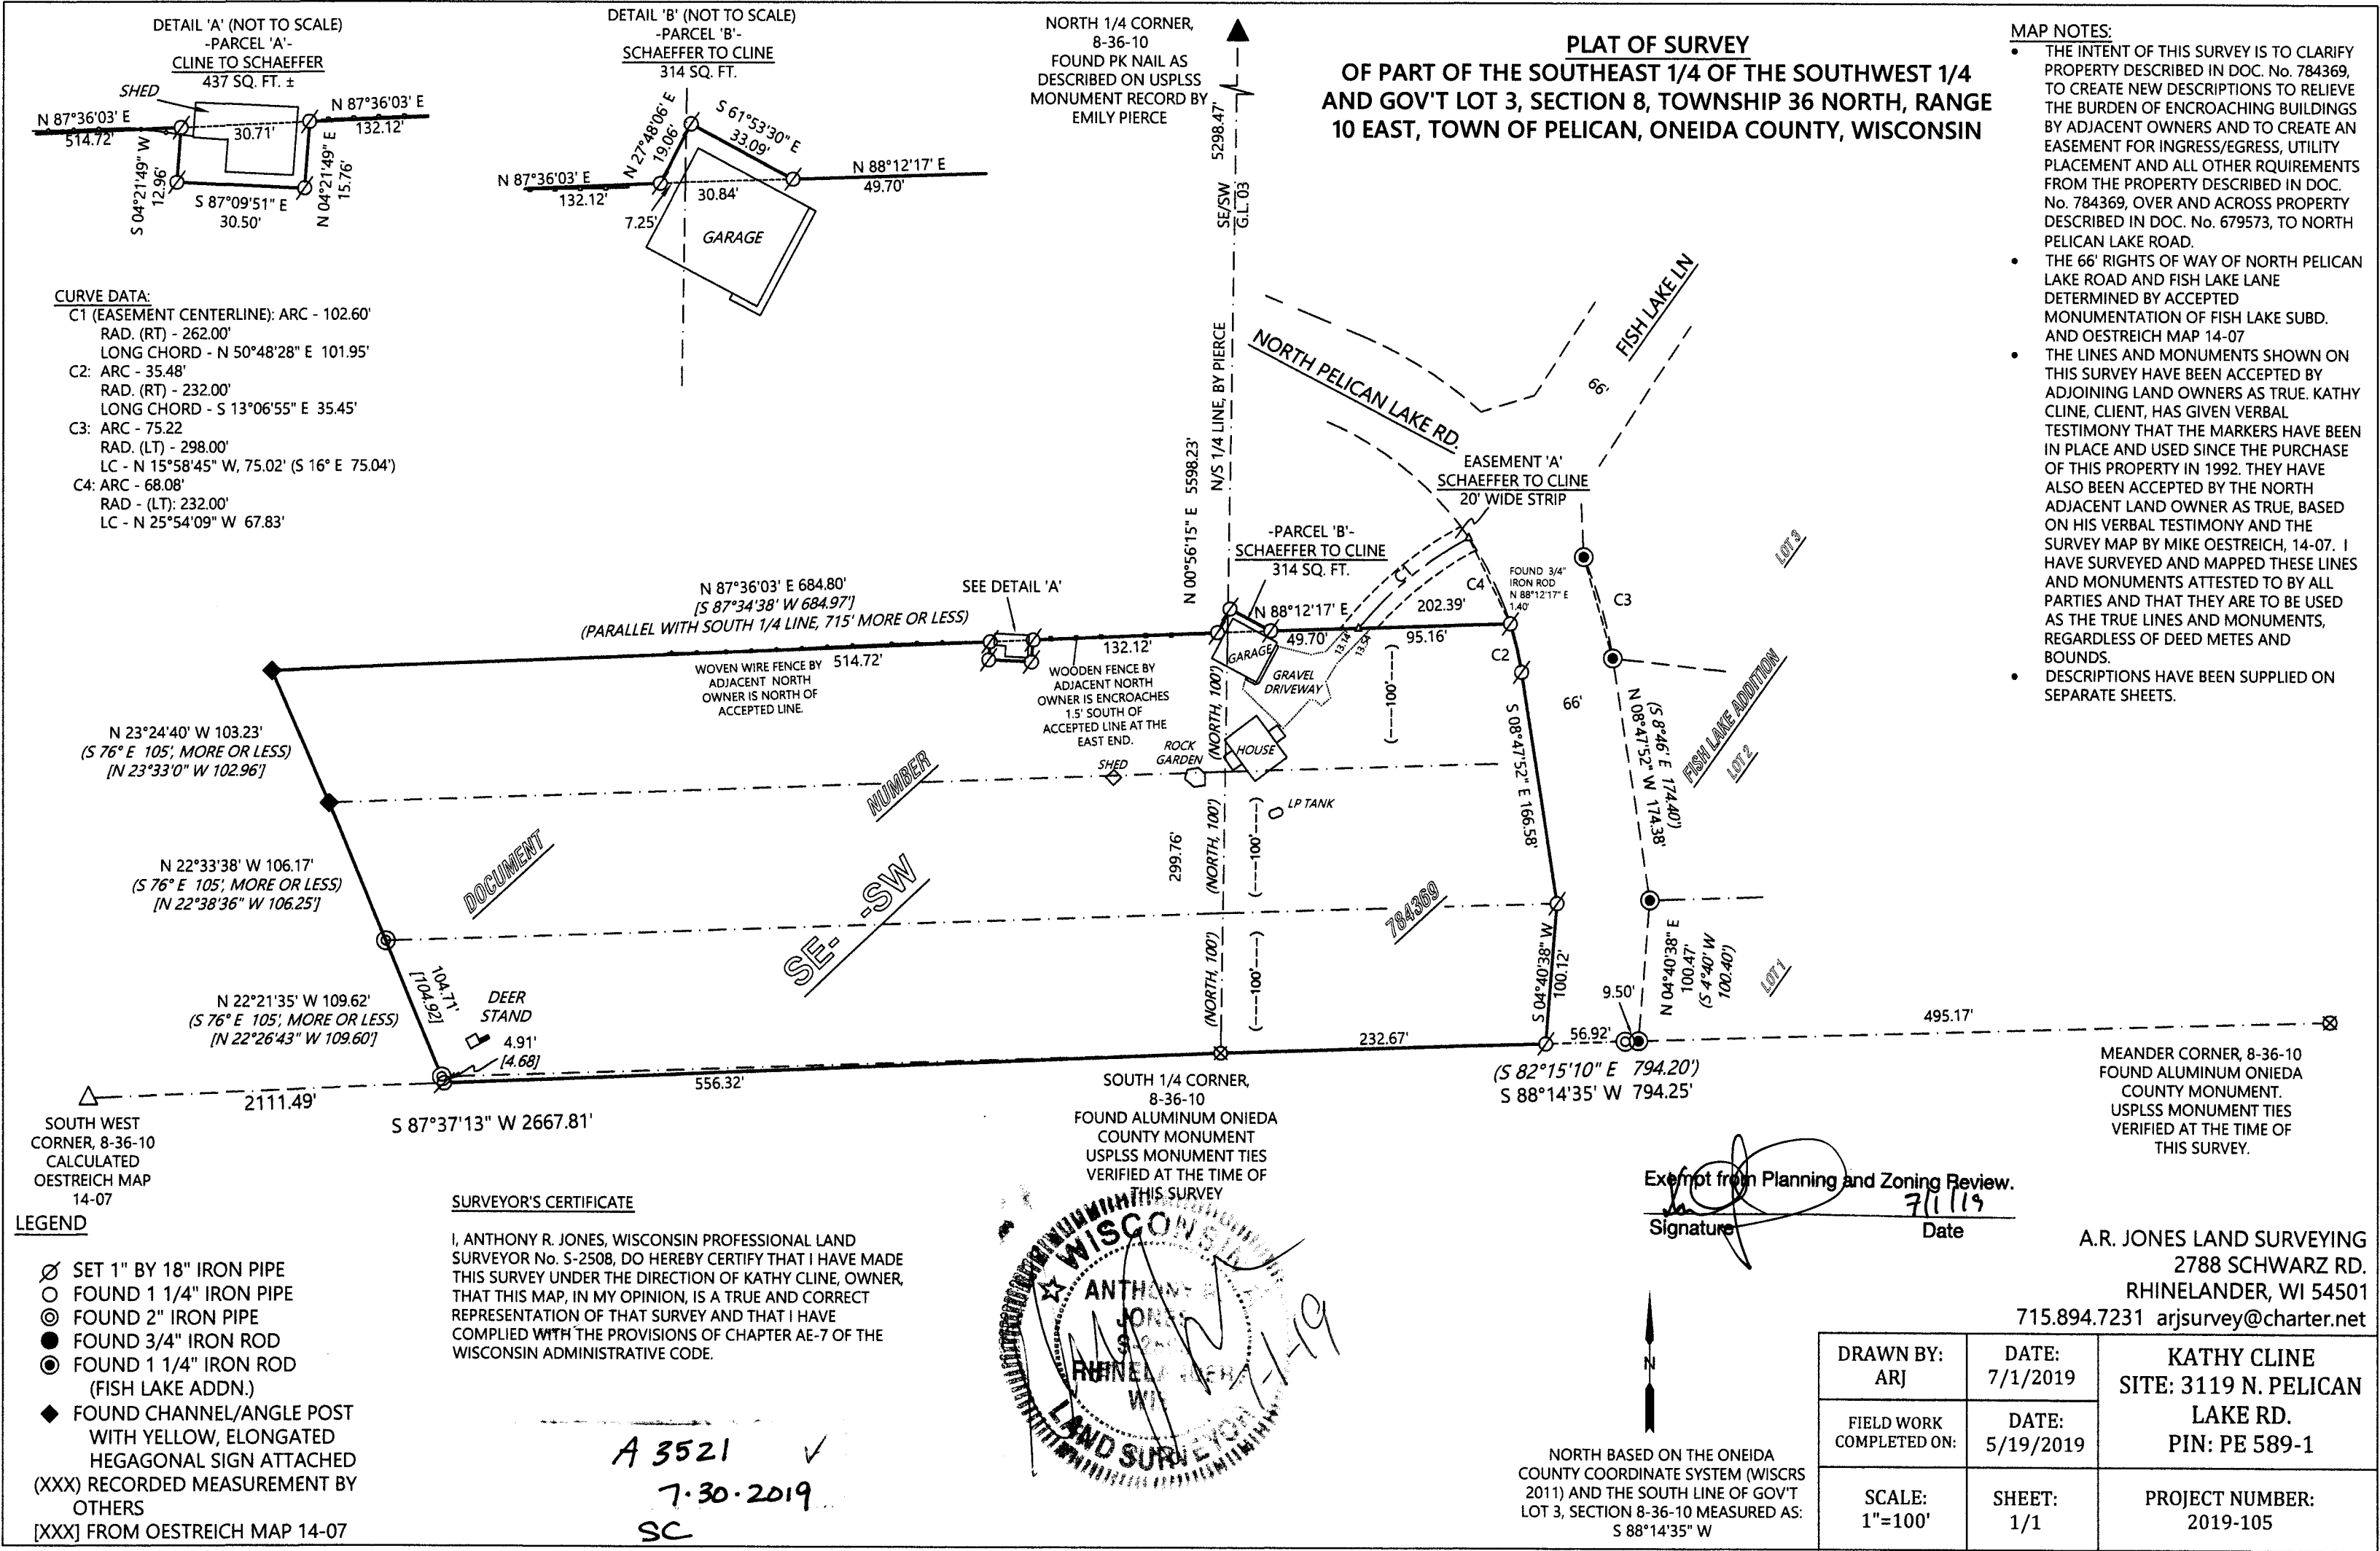 DETAIL 'A' (NOT TO SCALE)
-PARCEL 'A'-
CLINE TO SCHAEFFER
437 SQ. FT. ±
SHED
N 87°36'03' E
514.72'
30.71'
N 87°36'03' E
132.12'
S 04°21'49" W
12.96'
S 87°09'51" E
30.50'
N 04°21'49" E
15.76'
DETAIL 'B' (NOT TO SCALE)
-PARCEL 'B'-
SCHAEFFER TO CLINE
314 SQ. FT.
N 27°48'06' E
19.06'
S 61°53'30" E
33.09'
N 87°36'03' E
132.12'
30.84'
N 88°12'17' E
49.70'
7.25'
GARAGE
NORTH 1/4 CORNER,
8-36-10
FOUND PK NAIL AS
DESCRIBED ON USPLSS
MONUMENT RECORD BY
EMILY PIERCE
5298.47'
SE/SW
G.L. 03
N/S 1/4 LINE, BY PIERCE
N 00°56'15" E 5598.23'
PLAT OF SURVEY
OF PART OF THE SOUTHEAST 1/4 OF THE SOUTHWEST 1/4
AND GOV'T LOT 3, SECTION 8, TOWNSHIP 36 NORTH, RANGE
10 EAST, TOWN OF PELICAN, ONEIDA COUNTY, WISCONSIN
MAP NOTES:
• THE INTENT OF THIS SURVEY IS TO CLARIFY
PROPERTY DESCRIBED IN DOC. No. 784369,
TO CREATE NEW DESCRIPTIONS TO RELIEVE
THE BURDEN OF ENCROACHING BUILDINGS
BY ADJACENT OWNERS AND TO CREATE AN
EASEMENT FOR INGRESS/EGRESS, UTILITY
PLACEMENT AND ALL OTHER RQUIREMENTS
FROM THE PROPERTY DESCRIBED IN DOC.
No. 784369, OVER AND ACROSS PROPERTY
DESCRIBED IN DOC. No. 679573, TO NORTH
PELICAN LAKE ROAD.
• THE 66' RIGHTS OF WAY OF NORTH PELICAN
LAKE ROAD AND FISH LAKE LANE
DETERMINED BY ACCEPTED
MONUMENTATION OF FISH LAKE SUBD.
AND OESTREICH MAP 14-07
• THE LINES AND MONUMENTS SHOWN ON
THIS SURVEY HAVE BEEN ACCEPTED BY
ADJOINING LAND OWNERS AS TRUE. KATHY
CLINE, CLIENT, HAS GIVEN VERBAL
TESTIMONY THAT THE MARKERS HAVE BEEN
IN PLACE AND USED SINCE THE PURCHASE
OF THIS PROPERTY IN 1992. THEY HAVE
ALSO BEEN ACCEPTED BY THE NORTH
ADJACENT LAND OWNER AS TRUE, BASED
ON HIS VERBAL TESTIMONY AND THE
SURVEY MAP BY MIKE OESTREICH, 14-07. I
HAVE SURVEYED AND MAPPED THESE LINES
AND MONUMENTS ATTESTED TO BY ALL
PARTIES AND THAT THEY ARE TO BE USED
AS THE TRUE LINES AND MONUMENTS,
REGARDLESS OF DEED METES AND
BOUNDS.
• DESCRIPTIONS HAVE BEEN SUPPLIED ON
SEPARATE SHEETS.
CURVE DATA:
C1 (EASEMENT CENTERLINE): ARC - 102.60'
RAD. (RT) - 262.00'
LONG CHORD - N 50°48'28" E 101.95'
C2: ARC - 35.48'
RAD. (RT) - 232.00'
LONG CHORD - S 13°06'55" E 35.45'
C3: ARC - 75.22
RAD. (LT) - 298.00'
LC - N 15°58'45" W, 75.02' (S 16° E 75.04')
C4: ARC - 68.08'
RAD - (LT): 232.00'
LC - N 25°54'09" W 67.83'
FISH LAKE LN
66'
NORTH PELICAN LAKE RD.
EASEMENT 'A'
SCHAEFFER TO CLINE
20' WIDE STRIP
-PARCEL 'B'-
SCHAEFFER TO CLINE
314 SQ. FT.
C1
C4
FOUND 3/4"
IRON ROD
N 88°12'17" E
1.40'
C3
LOT 3
N 87°36'03' E 684.80'
[S 87°34'38' W 684.97']
(PARALLEL WITH SOUTH 1/4 LINE, 715' MORE OR LESS)
SEE DETAIL 'A'
N 88°12'17' E
202.39'
49.70'
13.14'
13.54'
95.16'
C2
WOVEN WIRE FENCE BY
ADJACENT NORTH
OWNER IS NORTH OF
ACCEPTED LINE.
514.72'
132.12'
WOODEN FENCE BY
ADJACENT NORTH
OWNER IS ENCROACHES
1.5' SOUTH OF
ACCEPTED LINE AT THE
EAST END.
GARAGE
GRAVEL
DRIVEWAY
(NORTH, 100')
(---100'---)
66'
S 08°47'52" E 166.58'
N 08°47'52" W 174.38'
(S 8°46' E 174.40')
FISH LAKE ADDITION
LOT 2
N 23°24'40' W 103.23'
(S 76° E 105', MORE OR LESS)
[N 23°33'0" W 102.96']
ROCK
GARDEN
SHED
HOUSE
LP TANK
NUMBER
DOCUMENT
SE- -SW
784369
299.76'
(NORTH, 100')
(---100'---)
N 22°33'38' W 106.17'
(S 76° E 105', MORE OR LESS)
[N 22°38'36" W 106.25']
N 22°21'35' W 109.62'
(S 76° E 105', MORE OR LESS)
[N 22°26'43" W 109.60']
104.71'
[104.92]
DEER
STAND
4.91'
[4.68]
(NORTH, 100')
(---100'---)
S 04°40'38" W
100.12'
N 04°40'38" E
100.47'
(S 4°40' W
100.40')
LOT 1
9.50'
56.92'
495.17'
232.67'
556.32'
2111.49'
S 87°37'13" W 2667.81'
(S 82°15'10" E 794.20')
S 88°14'35" W 794.25'
SOUTH WEST
CORNER, 8-36-10
CALCULATED
OESTREICH MAP
14-07
SOUTH 1/4 CORNER,
8-36-10
FOUND ALUMINUM ONIEDA
COUNTY MONUMENT
USPLSS MONUMENT TIES
VERIFIED AT THE TIME OF
THIS SURVEY
MEANDER CORNER, 8-36-10
FOUND ALUMINUM ONIEDA
COUNTY MONUMENT.
USPLSS MONUMENT TIES
VERIFIED AT THE TIME OF
THIS SURVEY.
LEGEND
SET 1" BY 18" IRON PIPE
FOUND 1 1/4" IRON PIPE
FOUND 2" IRON PIPE
FOUND 3/4" IRON ROD
FOUND 1 1/4" IRON ROD
(FISH LAKE ADDN.)
FOUND CHANNEL/ANGLE POST
WITH YELLOW, ELONGATED
HEGAGONAL SIGN ATTACHED
(XXX) RECORDED MEASUREMENT BY
OTHERS
[XXX] FROM OESTREICH MAP 14-07
SURVEYOR'S CERTIFICATE
I, ANTHONY R. JONES, WISCONSIN PROFESSIONAL LAND
SURVEYOR No. S-2508, DO HEREBY CERTIFY THAT I HAVE MADE
THIS SURVEY UNDER THE DIRECTION OF KATHY CLINE, OWNER,
THAT THIS MAP, IN MY OPINION, IS A TRUE AND CORRECT
REPRESENTATION OF THAT SURVEY AND THAT I HAVE
COMPLIED WITH THE PROVISIONS OF CHAPTER AE-7 OF THE
WISCONSIN ADMINISTRATIVE CODE.
A 3521 ✓
7·30·2019
SC
WISCONSIN
ANTHONY R
JONES
RHINELANDER
LAND SURVEYOR
7-1-19
Exempt from Planning and Zoning Review.
7/1/19
Signature Date
A.R. JONES LAND SURVEYING
2788 SCHWARZ RD.
RHINELANDER, WI 54501
715.894.7231 arjsurvey@charter.net
N
NORTH BASED ON THE ONEIDA
COUNTY COORDINATE SYSTEM (WISCRS
2011) AND THE SOUTH LINE OF GOV'T
LOT 3, SECTION 8-36-10 MEASURED AS:
S 88°14'35" W
DRAWN BY:
ARJ
DATE:
7/1/2019
KATHY CLINE
SITE: 3119 N. PELICAN
LAKE RD.
PIN: PE 589-1
FIELD WORK
COMPLETED ON:
DATE:
5/19/2019
SCALE:
1"=100'
SHEET:
1/1
PROJECT NUMBER:
2019-105